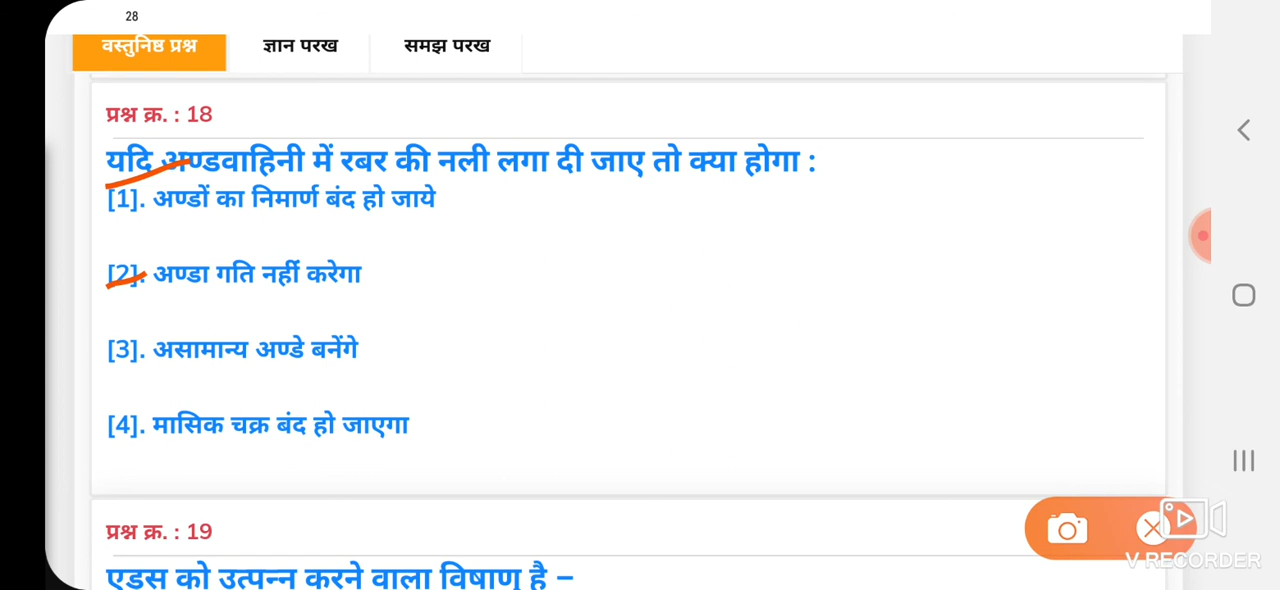 28
वस्तुनिष्ठ प्रश्न ज्ञान परख समझ परख
प्रश्न क्र. : 18
यदि अण्डवाहिनी में रबर की नली लगा दी जाए तो क्या होगा :
[1]. अण्डों का निमार्ण बंद हो जाये
[2]. अण्डा गति नहीं करेगा
[3]. असामान्य अण्डे बनेंगे
[4]. मासिक चक्र बंद हो जाएगा
प्रश्न क्र. : 19
एडस को उत्पन्न करने वाला विषाणु है –
V RECORDER